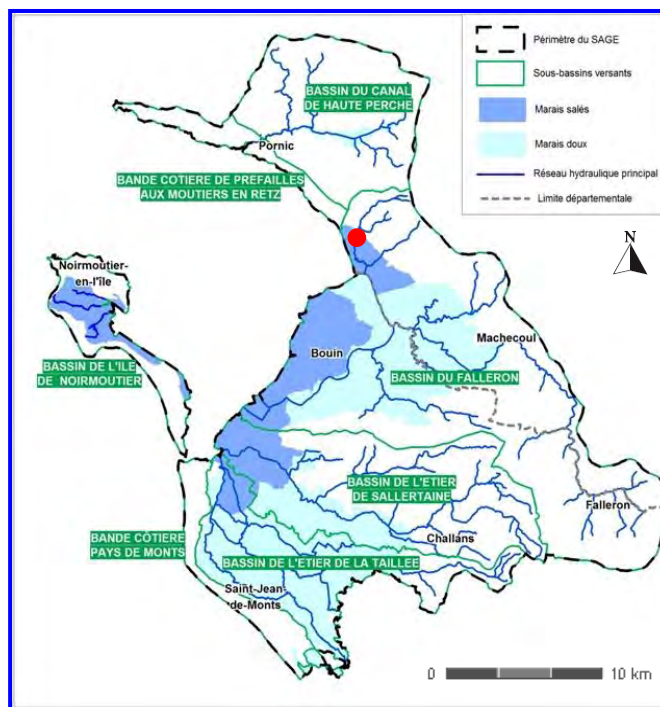 Périmètre du SAGE
Sous-bassins versants
Marais salés
Marais doux
Réseau hydraulique principal
Limite départementale
N
BASSIN DU CANAL
DE HAUTE PERCHE
Pornic
BANDE COTIERE DE PREFAILLES
AUX MOUTIERS EN RETZ
Noirmoutier-
en-l'île
BASSIN DE L'ILE
DE NOIRMOUTIER
Bouin
Machecoul
BASSIN DU FALLERON
BASSIN DE L'ETIER
DE SALLERTAINE
Falleron
Challans
BANDE CÔTIERE
PAYS DE MONTS
BASSIN DE L'ETIER DE LA TAILLEE
Saint-Jean-
de-Monts
0 10 km